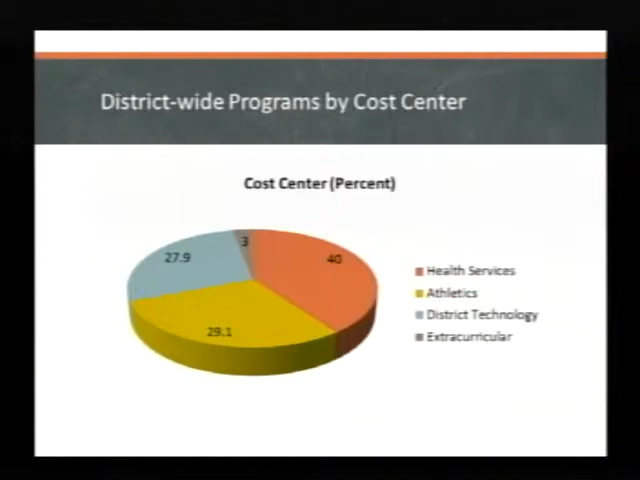 District-wide Programs by Cost Center
Cost Center (Percent)
3
27.9
40
29.1
Health Services
Athletics
District Technology
Extracurricular